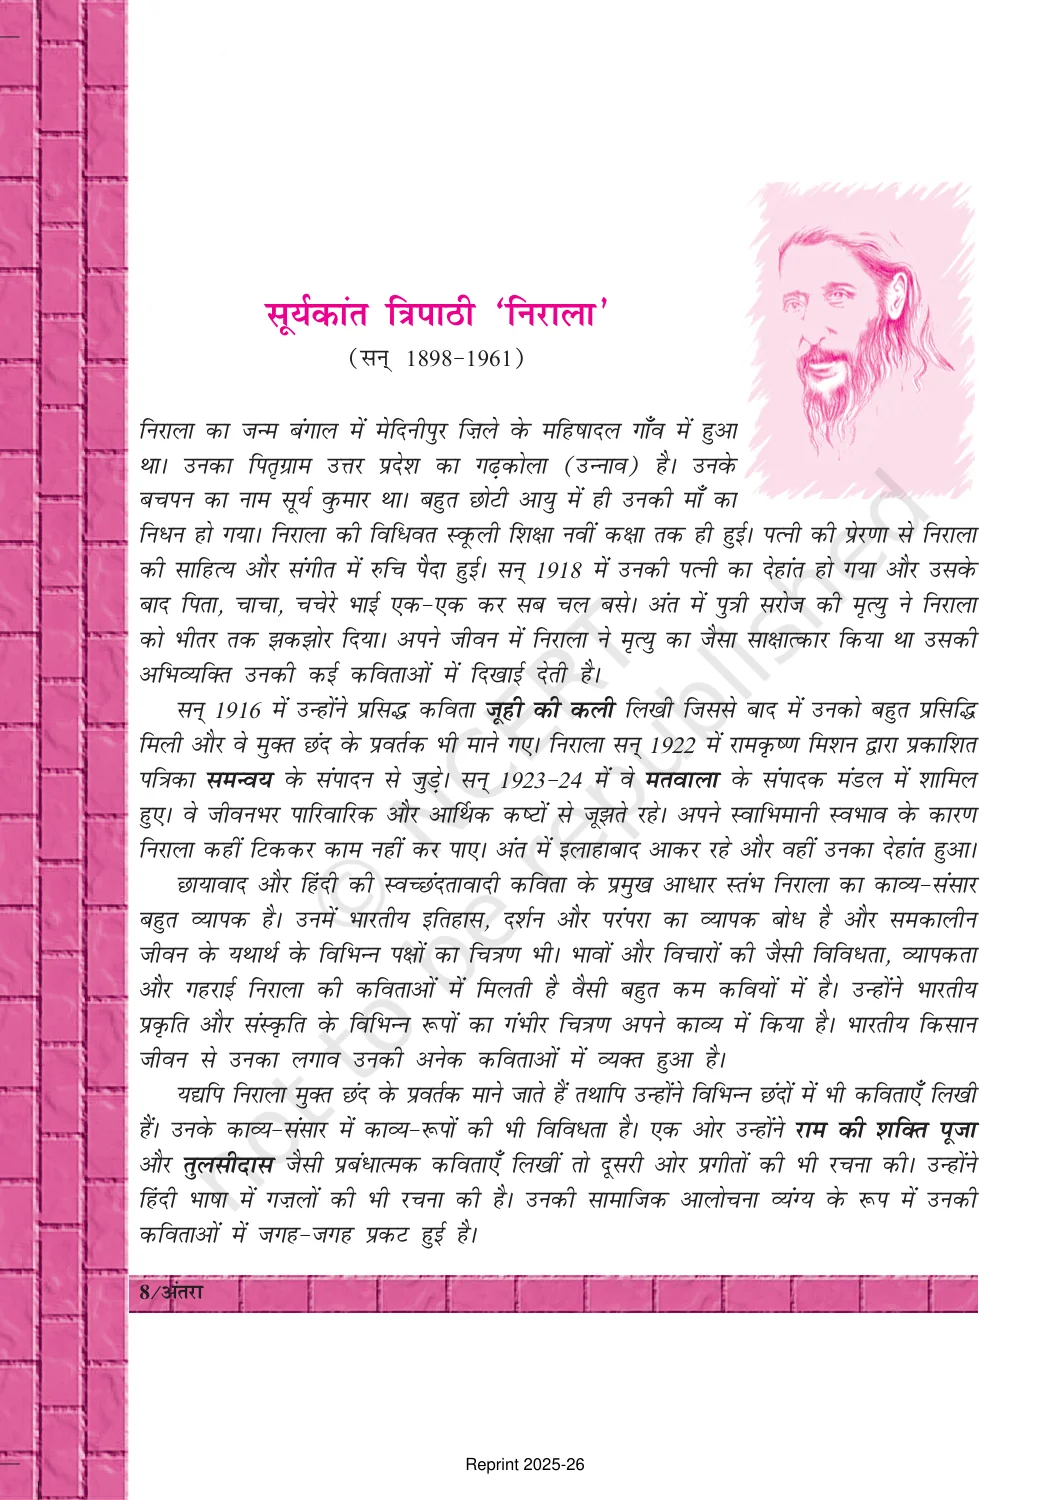 सूर्यकांत त्रिपाठी ‘निराला’
(सन् 1898-1961)
निराला का जन्म बंगाल में मेदिनीपुर ज़िले के महिषादल गाँव में हुआ
था। उनका पितृग्राम उत्तर प्रदेश का गढ़कोला (उन्नाव) है। उनके
बचपन का नाम सूर्य कुमार था। बहुत छोटी आयु में ही उनकी माँ का
निधन हो गया। निराला की विधिवत स्कूली शिक्षा नवीं कक्षा तक ही हुई। पत्नी की प्रेरणा से निराला
की साहित्य और संगीत में रुचि पैदा हुई। सन् 1918 में उनकी पत्नी का देहांत हो गया और उसके
बाद पिता, चाचा, चचेरे भाई एक-एक कर सब चल बसे। अंत में पुत्री सरोज की मृत्यु ने निराला
को भीतर तक झकझोर दिया। अपने जीवन में निराला ने मृत्यु का जैसा साक्षात्कार किया था उसकी
अभिव्यक्ति उनकी कई कविताओं में दिखाई देती है।
सन् 1916 में उन्होंने प्रसिद्ध कविता जूही की कली लिखी जिससे बाद में उनको बहुत प्रसिद्धि
मिली और वे मुक्त छंद के प्रवर्तक भी माने गए। निराला सन् 1922 में रामकृष्ण मिशन द्वारा प्रकाशित
पत्रिका समन्वय के संपादन से जुड़े। सन् 1923-24 में वे मतवाला के संपादक मंडल में शामिल
हुए। वे जीवनभर पारिवारिक और आर्थिक कष्टों से जूझते रहे। अपने स्वाभिमानी स्वभाव के कारण
निराला कहीं टिककर काम नहीं कर पाए। अंत में इलाहाबाद आकर रहे और वहीं उनका देहांत हुआ।
छायावाद और हिंदी की स्वच्छंदतावादी कविता के प्रमुख आधार स्तंभ निराला का काव्य-संसार
बहुत व्यापक है। उनमें भारतीय इतिहास, दर्शन और परंपरा का व्यापक बोध है और समकालीन
जीवन के यथार्थ के विभिन्न पक्षों का चित्रण भी। भावों और विचारों की जैसी विविधता, व्यापकता
और गहराई निराला की कविताओं में मिलती है वैसी बहुत कम कवियों में है। उन्होंने भारतीय
प्रकृति और संस्कृति के विभिन्न रूपों का गंभीर चित्रण अपने काव्य में किया है। भारतीय किसान
जीवन से उनका लगाव उनकी अनेक कविताओं में व्यक्त हुआ है।
यद्यपि निराला मुक्त छंद के प्रवर्तक माने जाते हैं तथापि उन्होंने विभिन्न छंदों में भी कविताएँ लिखी
हैं। उनके काव्य-संसार में काव्य-रूपों की भी विविधता है। एक ओर उन्होंने राम की शक्ति पूजा
और तुलसीदास जैसी प्रबंधात्मक कविताएँ लिखीं तो दूसरी ओर प्रगीतों की भी रचना की। उन्होंने
हिंदी भाषा में गज़लों की भी रचना की है। उनकी सामाजिक आलोचना व्यंग्य के रूप में उनकी
कविताओं में जगह-जगह प्रकट हुई है।
8/अंतरा
© NCERT
not to be republished
Reprint 2025-26